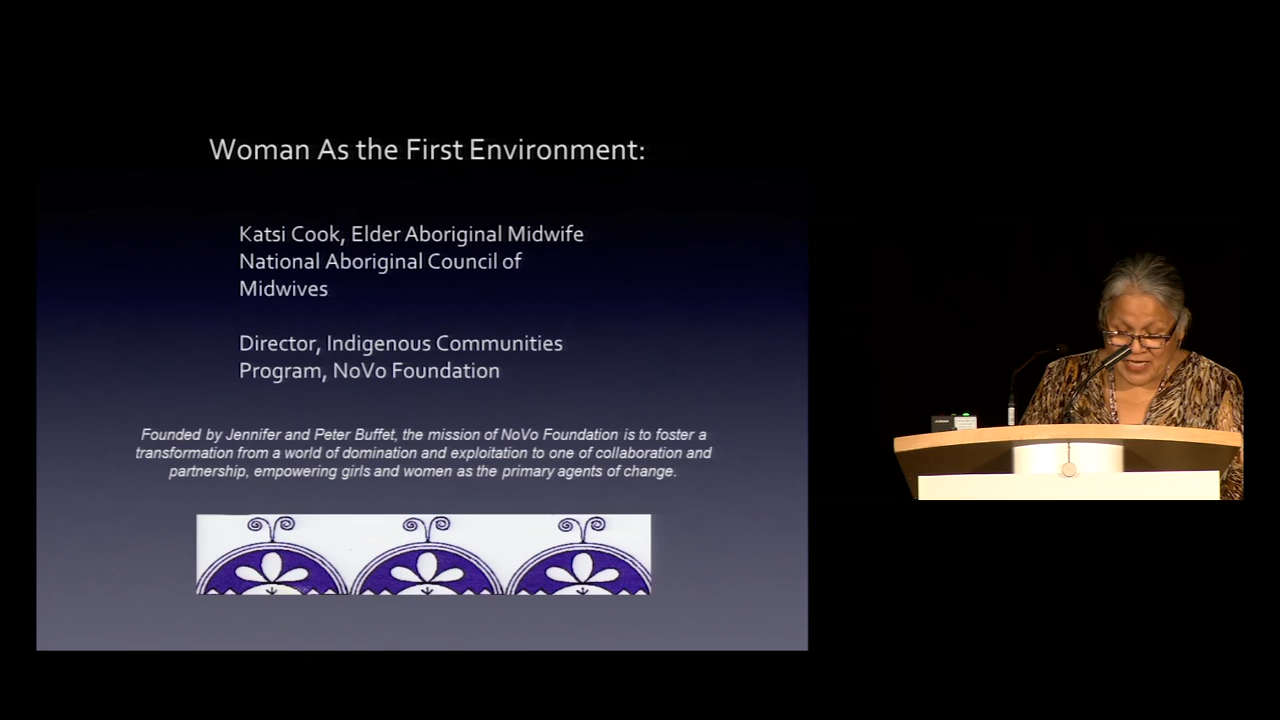 Woman As the First Environment:
Katsi Cook, Elder Aboriginal Midwife
National Aboriginal Council of
Midwives
Director, Indigenous Communities
Program, NoVo Foundation
Founded by Jennifer and Peter Buffet, the mission of NoVo Foundation is to foster a
transformation from a world of domination and exploitation to one of collaboration and
partnership, empowering girls and women as the primary agents of change.